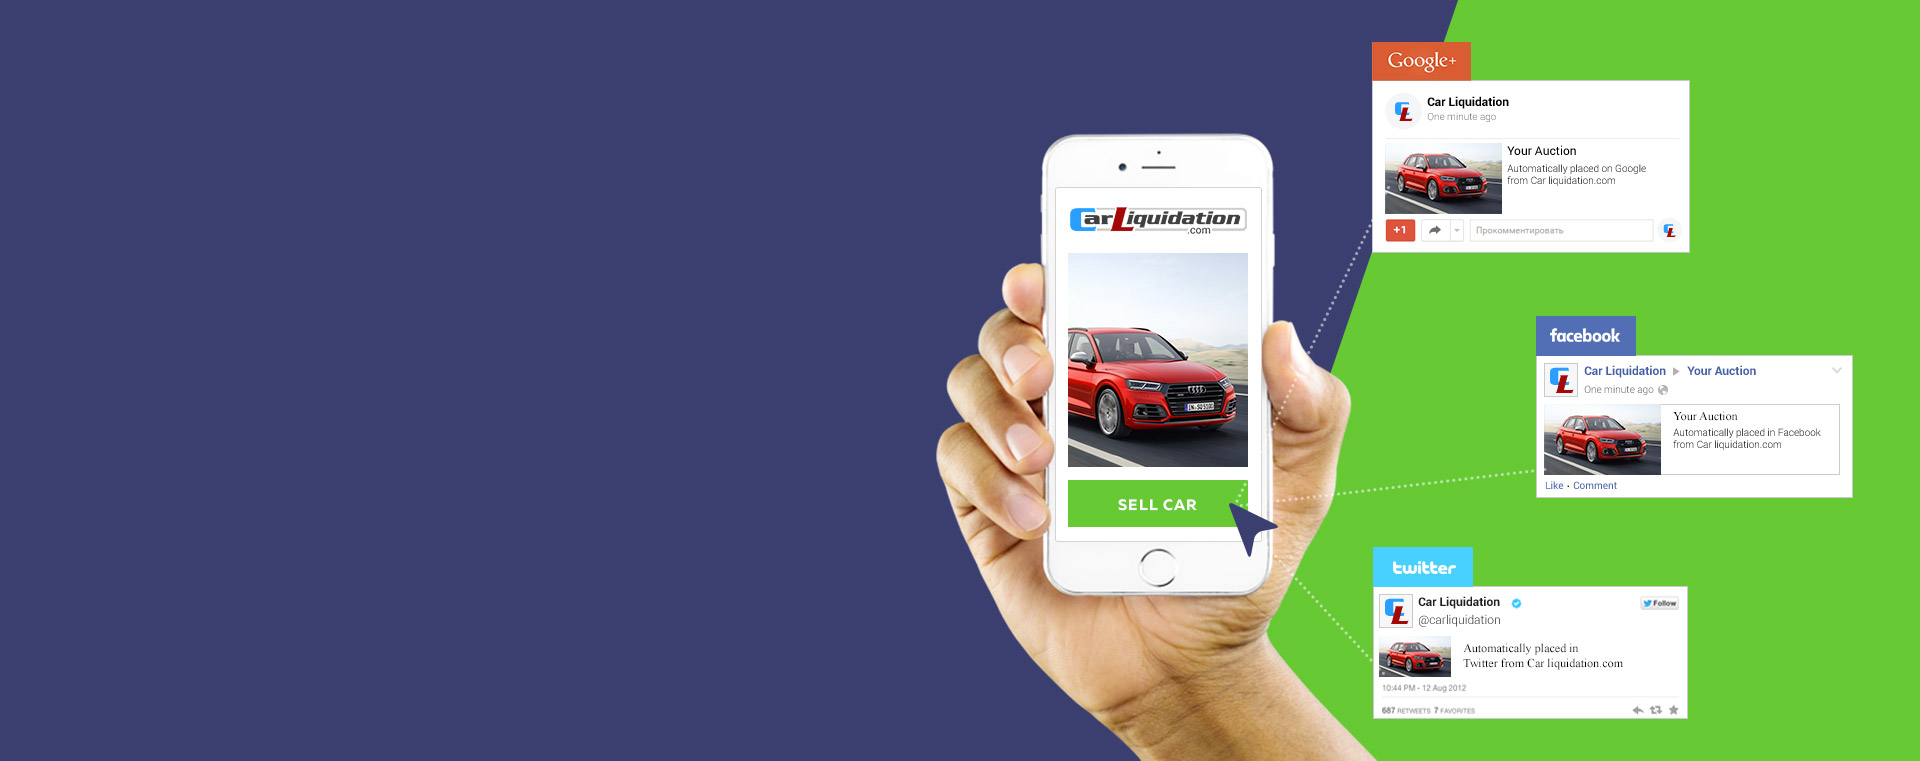 Google+
Car Liquidation
One minute ago
Your Auction
Automatically placed on Google
from Car liquidation.com
+1
Прокомментировать
CarLiquidation
.com
SELL CAR
facebook
Car Liquidation ▶ Your Auction
One minute ago
Your Auction
Automatically placed in Facebook
from Car liquidation.com
Like · Comment
twitter
Car Liquidation
Follow
@carliquidation
Automatically placed in
Twitter from Car liquidation.com
10:44 PM - 12 Aug 2012
687 RETWEETS 7 FAVORITES